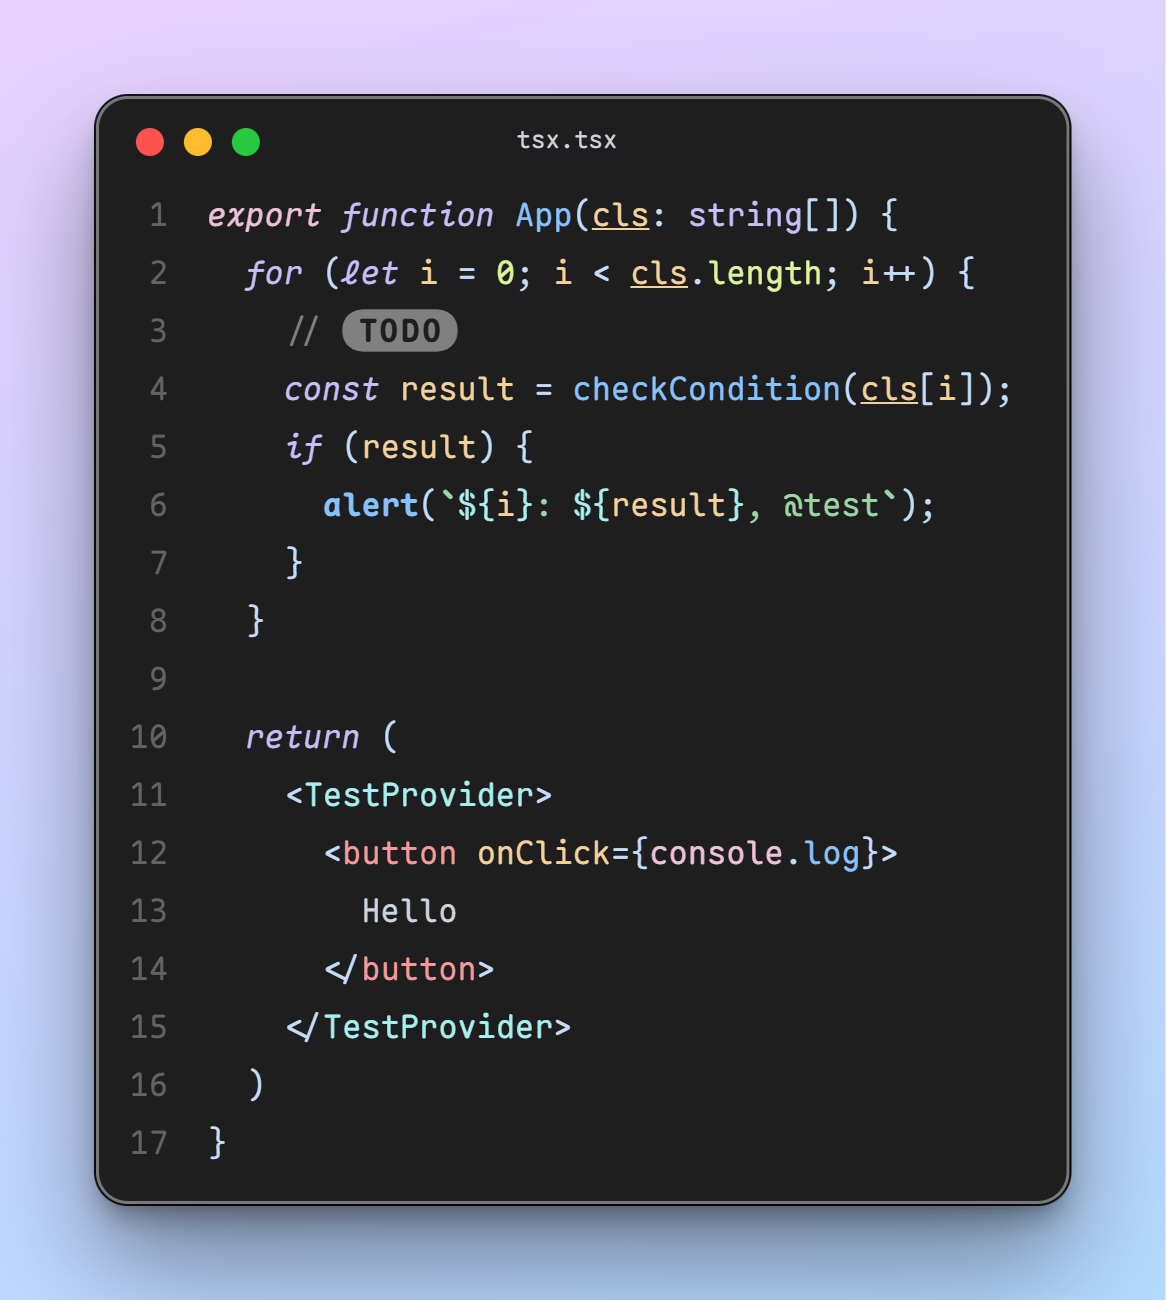 tsx.tsx
1 export function App(cls: string[]) {
2   for (let i = 0; i < cls.length; i++) {
3     // TODO
4     const result = checkCondition(cls[i]);
5     if (result) {
6       alert(`${i}: ${result}, @test`);
7     }
8   }
9
10   return (
11     <TestProvider>
12       <button onClick={console.log}>
13         Hello
14       </button>
15     </TestProvider>
16   )
17 }